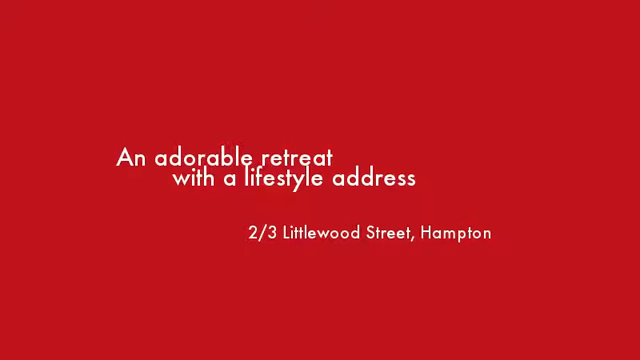 An adorable retreat
with a lifestyle address
2/3 Littlewood Street, Hampton